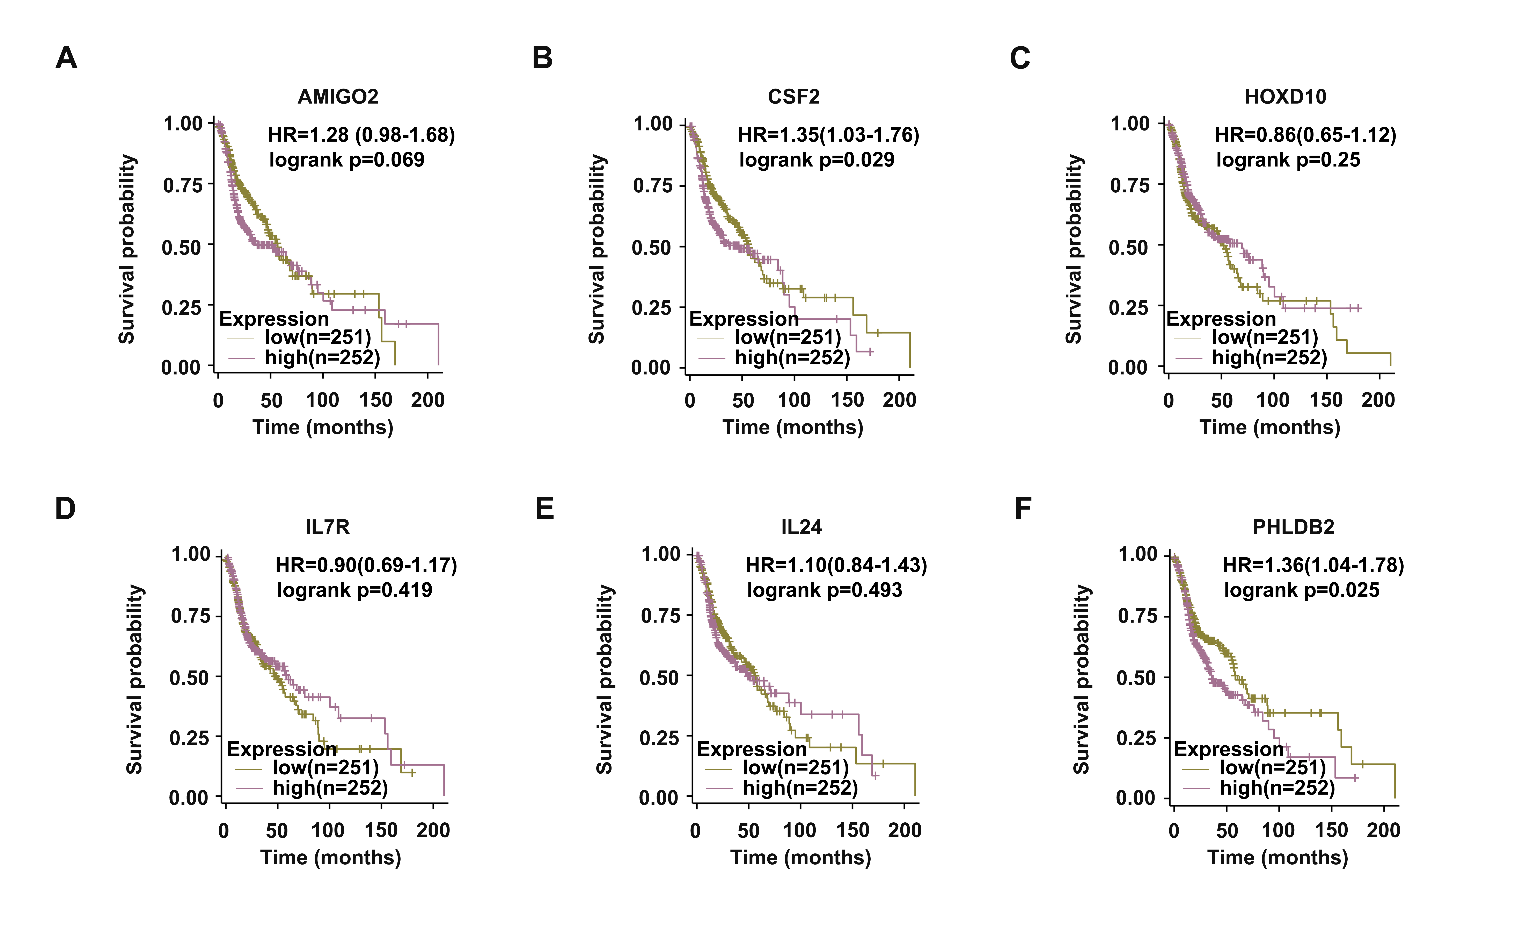 A
AMIGO2
HR=1.28 (0.98-1.68)
logrank p=0.069
Survival probability
1.00
0.75
0.50
0.25
0.00
Expression
low(n=251)
high(n=252)
0 50 100 150 200
Time (months)
B
CSF2
HR=1.35(1.03-1.76)
logrank p=0.029
Survival probability
1.00
0.75
0.50
0.25
0.00
Expression
low(n=251)
high(n=252)
0 50 100 150 200
Time (months)
C
HOXD10
HR=0.86(0.65-1.12)
logrank p=0.25
Survival probability
1.00
0.75
0.50
0.25
0.00
Expression
low(n=251)
high(n=252)
0 50 100 150 200
Time (months)
D
IL7R
HR=0.90(0.69-1.17)
logrank p=0.419
Survival probability
1.00
0.75
0.50
0.25
0.00
Expression
low(n=251)
high(n=252)
0 50 100 150 200
Time (months)
E
IL24
HR=1.10(0.84-1.43)
logrank p=0.493
Survival probability
1.00
0.75
0.50
0.25
0.00
Expression
low(n=251)
high(n=252)
0 50 100 150 200
Time (months)
F
PHLDB2
HR=1.36(1.04-1.78)
logrank p=0.025
Survival probability
1.00
0.75
0.50
0.25
0.00
Expression
low(n=251)
high(n=252)
0 50 100 150 200
Time (months)